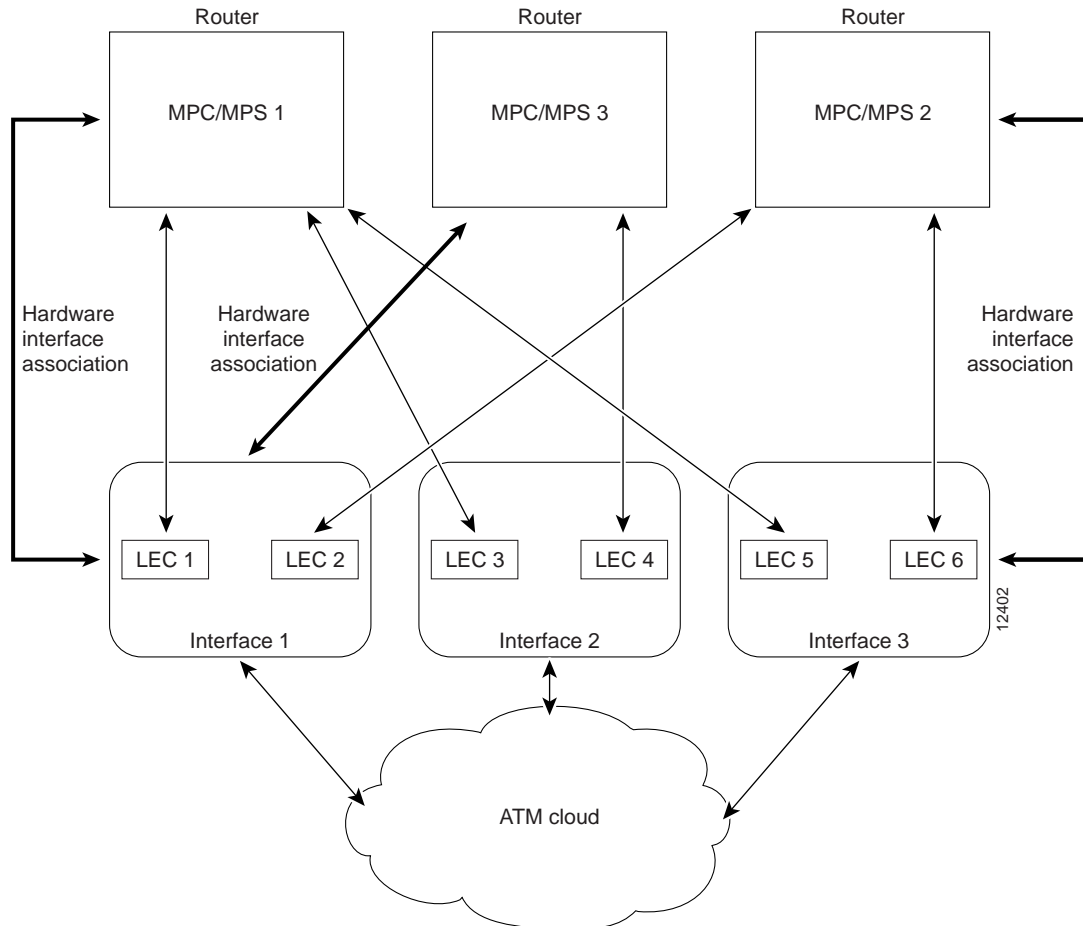 Router
Router
Router
MPC/MPS 1
MPC/MPS 3
MPC/MPS 2
Hardware
interface
association
Hardware
interface
association
Hardware
interface
association
LEC 1
LEC 2
LEC 3
LEC 4
LEC 5
LEC 6
Interface 1
Interface 2
Interface 3
12402
ATM cloud